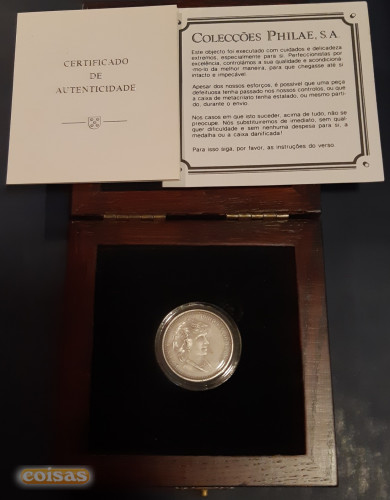 CERTIFICADO
DE
AUTENTICIDADE
COLECÇÕES PHILAE, S.A.
Este objecto foi executado com cuidados e delicadeza
extremos, especialmente para si. Perfeccionistas por
excelência, controlámos a sua qualidade e acondicioná
mo-lo da melhor maneira, para que chegasse até si
intacto e impecável.
Apesar dos nossos esforços, é possível que uma peça
defeituosa tenha passado nos nossos controlos, ou que
a caixa de metacrilato tenha estalado, ou mesmo parti-
do, durante o envio.
Nos casos em que isto suceder, acima de tudo, não se
preocupe. Nós substituiremos de imediato, sem qual
quer dificuldade e sem nenhuma despesa para si, a
medalha ou a caixa danificada!
Para isso siga, por favor, as instruções do verso.
coisas